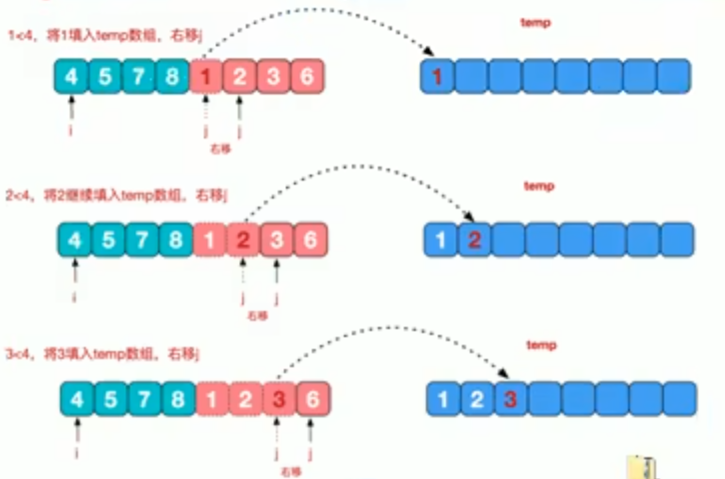 1<4，将1填入temp数组，右移j
temp
4 5 7 8 1 2 3 6
1
i j j
右移
2<4，将2继续填入temp数组，右移j
temp
4 5 7 8 1 2 3 6
1 2
i j j
右移
3<4，将3填入temp数组，右移j
temp
4 5 7 8 1 2 3 6
1 2 3
i j j
右移